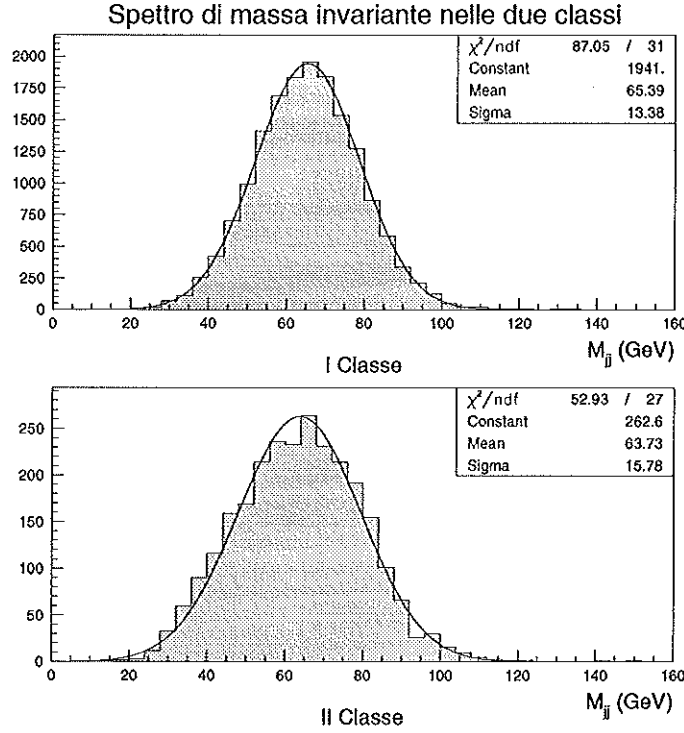 Spettro di massa invariante nelle due classi
χ²/ndf 87.05 / 31
Constant 1941.
Mean 65.39
Sigma 13.38
2000
1750
1500
1250
1000
750
500
250
0
0 20 40 60 80 100 120 140 160
I Classe
M_jj (GeV)
χ²/ndf 52.93 / 27
Constant 262.6
Mean 63.73
Sigma 15.78
250
200
150
100
50
0
0 20 40 60 80 100 120 140 160
II Classe
M_jj (GeV)